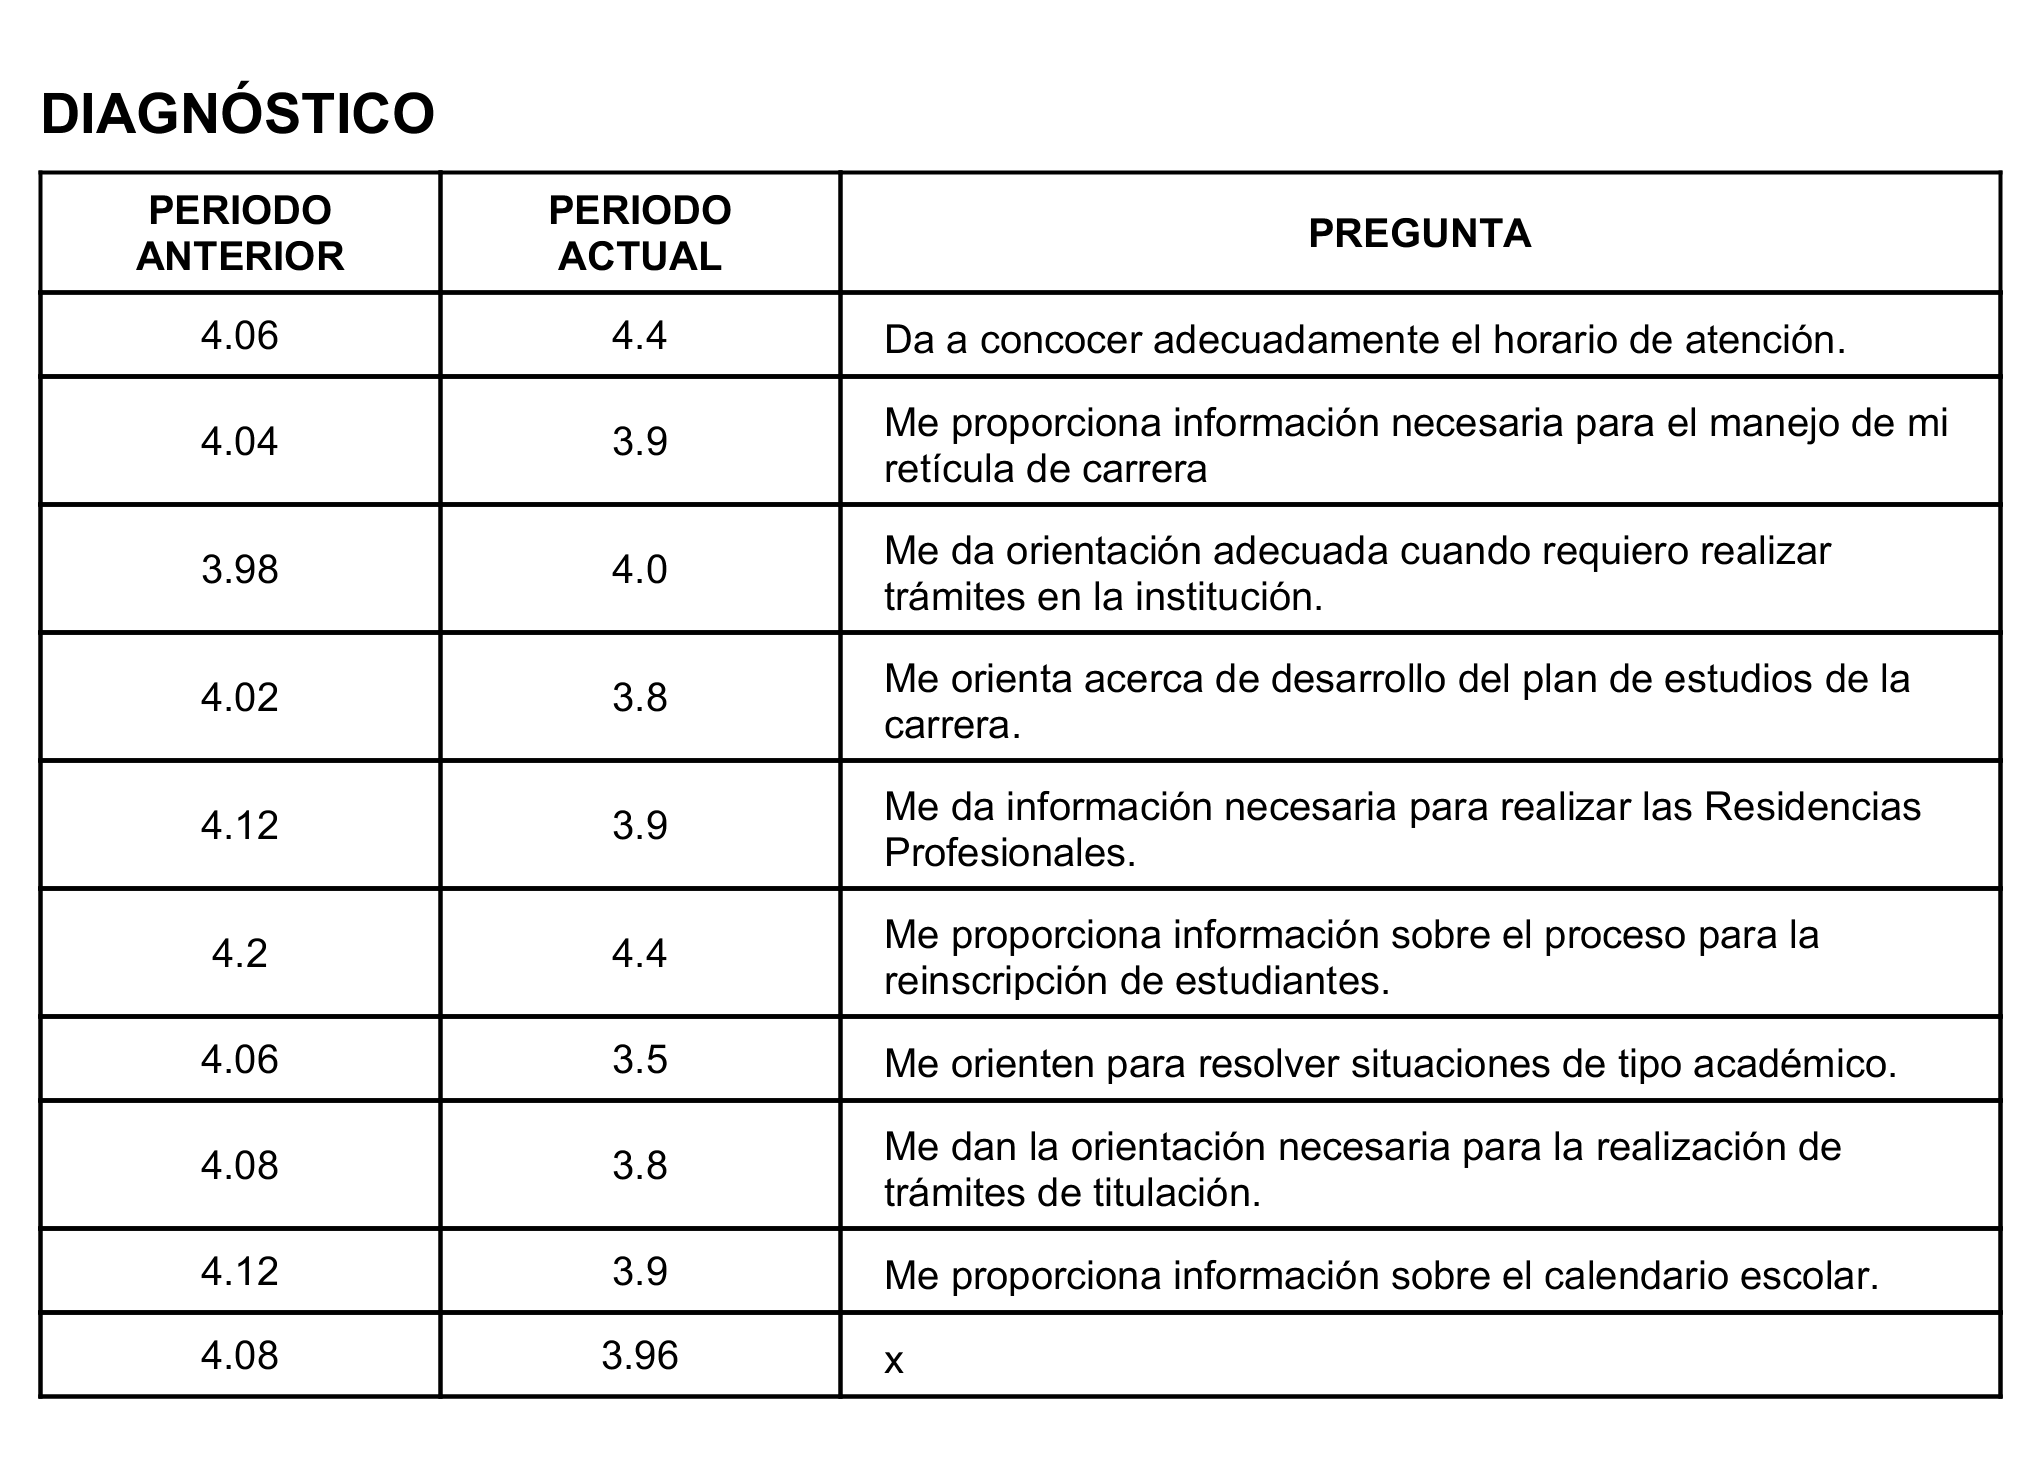 DIAGNÓSTICO
PERIODO
ANTERIOR
PERIODO
ACTUAL
PREGUNTA
4.06
4.4
Da a concocer adecuadamente el horario de atención.
4.04
3.9
Me proporciona información necesaria para el manejo de mi
retícula de carrera
3.98
4.0
Me da orientación adecuada cuando requiero realizar
trámites en la institución.
4.02
3.8
Me orienta acerca de desarrollo del plan de estudios de la
carrera.
4.12
3.9
Me da información necesaria para realizar las Residencias
Profesionales.
4.2
4.4
Me proporciona información sobre el proceso para la
reinscripción de estudiantes.
4.06
3.5
Me orienten para resolver situaciones de tipo académico.
4.08
3.8
Me dan la orientación necesaria para la realización de
trámites de titulación.
4.12
3.9
Me proporciona información sobre el calendario escolar.
4.08
3.96
x